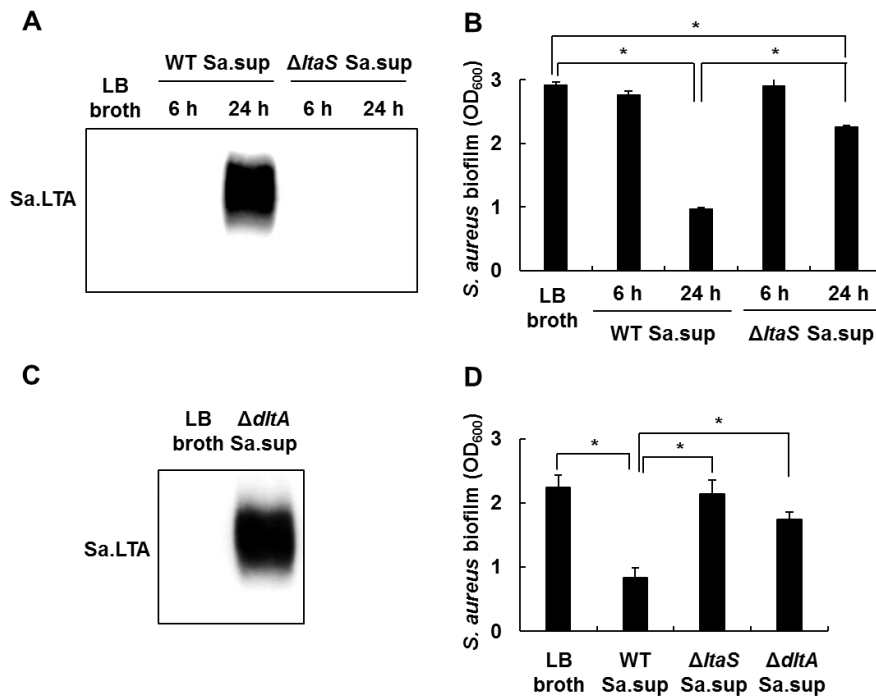 A
WT Sa.sup ΔltaS Sa.sup
LB
broth 6 h 24 h 6 h 24 h
Sa.LTA
B
* 
* *
S. aureus biofilm (OD600)
3
2
1
0
LB
broth 6 h 24 h 6 h 24 h
WT Sa.sup ΔltaS Sa.sup
C
LB ΔdltA
broth Sa.sup
Sa.LTA
D
*
* *
S. aureus biofilm (OD600)
3
2
1
0
LB WT ΔltaS ΔdltA
broth Sa.sup Sa.sup Sa.sup